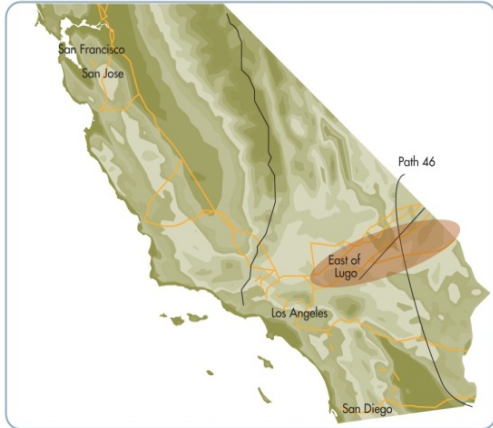 San Francisco
San Jose
Path 46
East of
Lugo
Los Angeles
San Diego